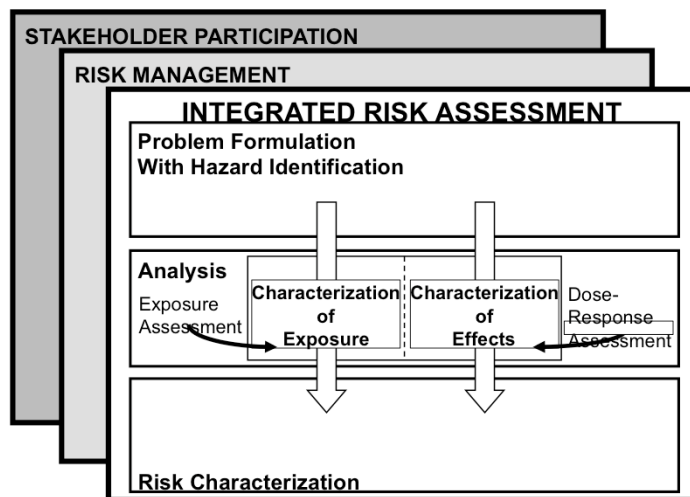 STAKEHOLDER PARTICIPATION
RISK MANAGEMENT
INTEGRATED RISK ASSESSMENT
Problem Formulation
With Hazard Identification
Analysis
Exposure
Assessment
Characterization
of
Exposure
Characterization
of
Effects
Dose-
Response
Assessment
Risk Characterization